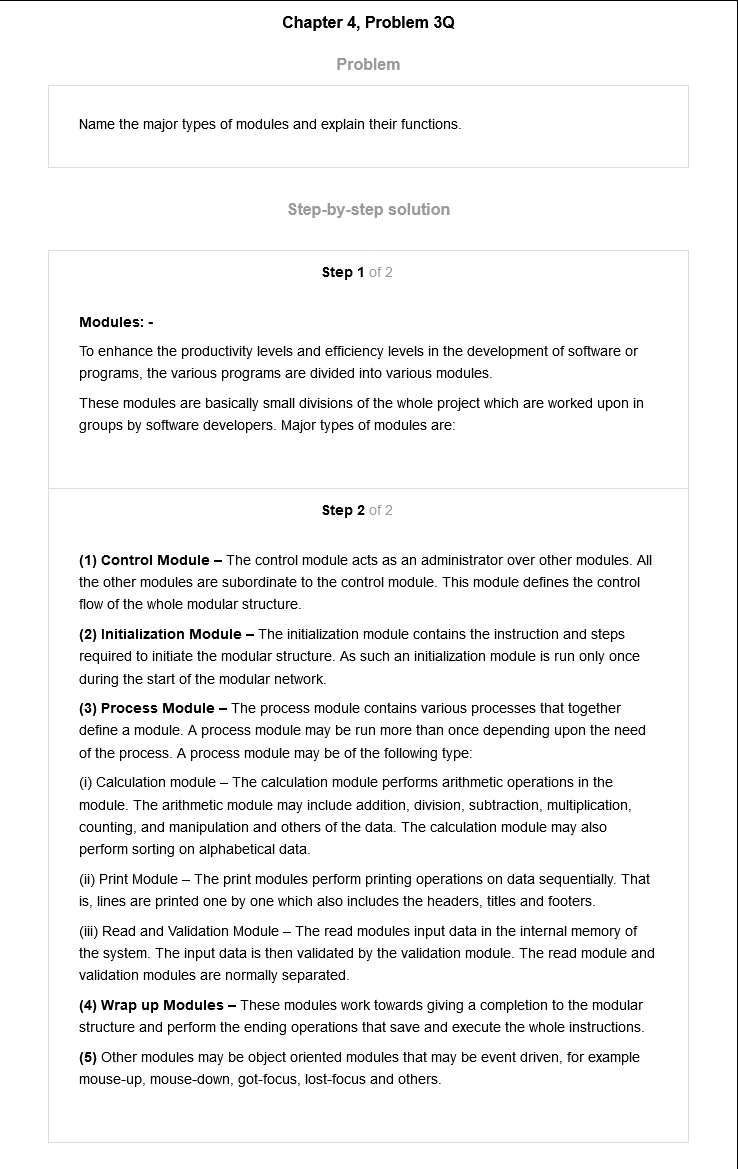 Chapter 4, Problem 3Q
Problem
Name the major types of modules and explain their functions.
Step-by-step solution
Step 1 of 2
Modules: -
To enhance the productivity levels and efficiency levels in the development of software or
programs, the various programs are divided into various modules.
These modules are basically small divisions of the whole project which are worked upon in
groups by software developers. Major types of modules are:
Step 2 of 2
(1) Control Module – The control module acts as an administrator over other modules. All
the other modules are subordinate to the control module. This module defines the control
flow of the whole modular structure.
(2) Initialization Module – The initialization module contains the instruction and steps
required to initiate the modular structure. As such an initialization module is run only once
during the start of the modular network.
(3) Process Module – The process module contains various processes that together
define a module. A process module may be run more than once depending upon the need
of the process. A process module may be of the following type:
(i) Calculation module – The calculation module performs arithmetic operations in the
module. The arithmetic module may include addition, division, subtraction, multiplication,
counting, and manipulation and others of the data. The calculation module may also
perform sorting on alphabetical data.
(ii) Print Module – The print modules perform printing operations on data sequentially. That
is, lines are printed one by one which also includes the headers, titles and footers.
(iii) Read and Validation Module – The read modules input data in the internal memory of
the system. The input data is then validated by the validation module. The read module and
validation modules are normally separated.
(4) Wrap up Modules – These modules work towards giving a completion to the modular
structure and perform the ending operations that save and execute the whole instructions.
(5) Other modules may be object oriented modules that may be event driven, for example
mouse-up, mouse-down, got-focus, lost-focus and others.